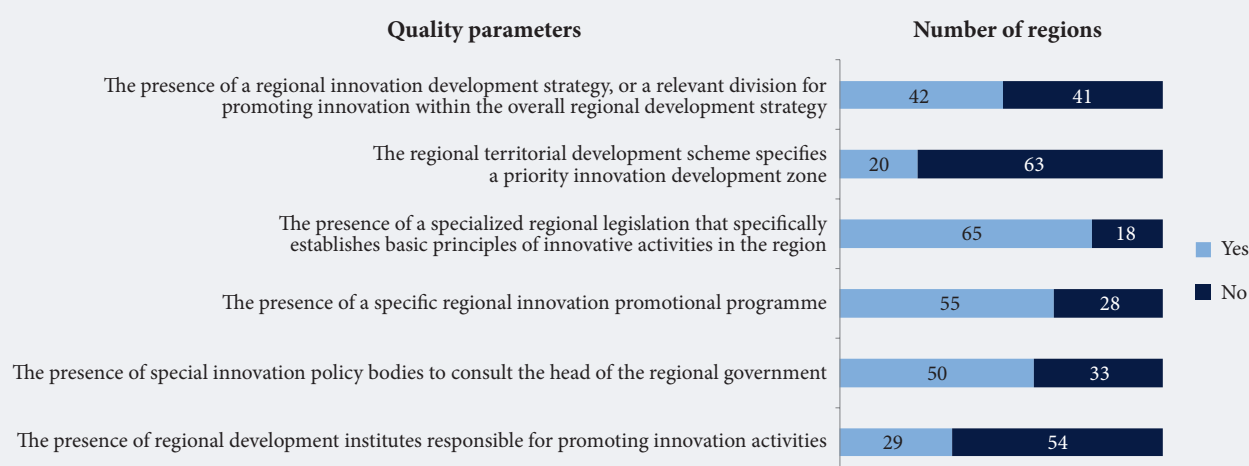 Quality parameters
Number of regions
The presence of a regional innovation development strategy, or a relevant division for
promoting innovation within the overall regional development strategy
42 41
The regional territorial development scheme specifies
a priority innovation development zone
20 63
The presence of a specialized regional legislation that specifically
establishes basic principles of innovative activities in the region
65 18
The presence of a specific regional innovation promotional programme
55 28
The presence of special innovation policy bodies to consult the head of the regional government
50 33
The presence of regional development institutes responsible for promoting innovation activities
29 54
Yes
No